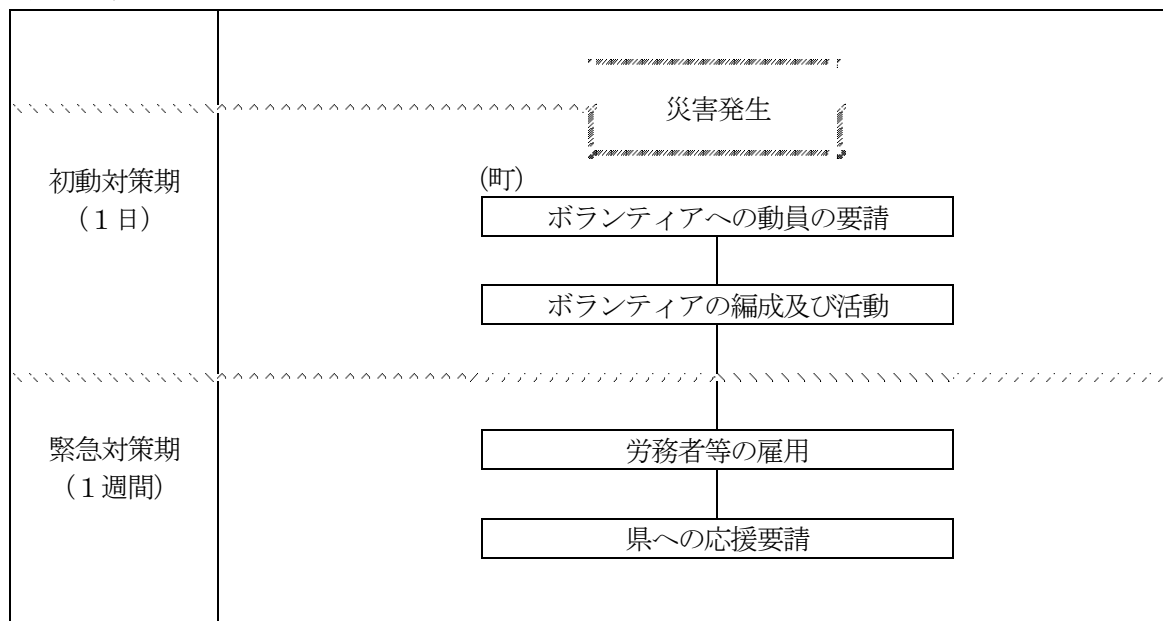 災害発生
初動対策期
（１日）
(町)
ボランティアへの動員の要請
ボランティアの編成及び活動
緊急対策期
（１週間）
労務者等の雇用
県への応援要請